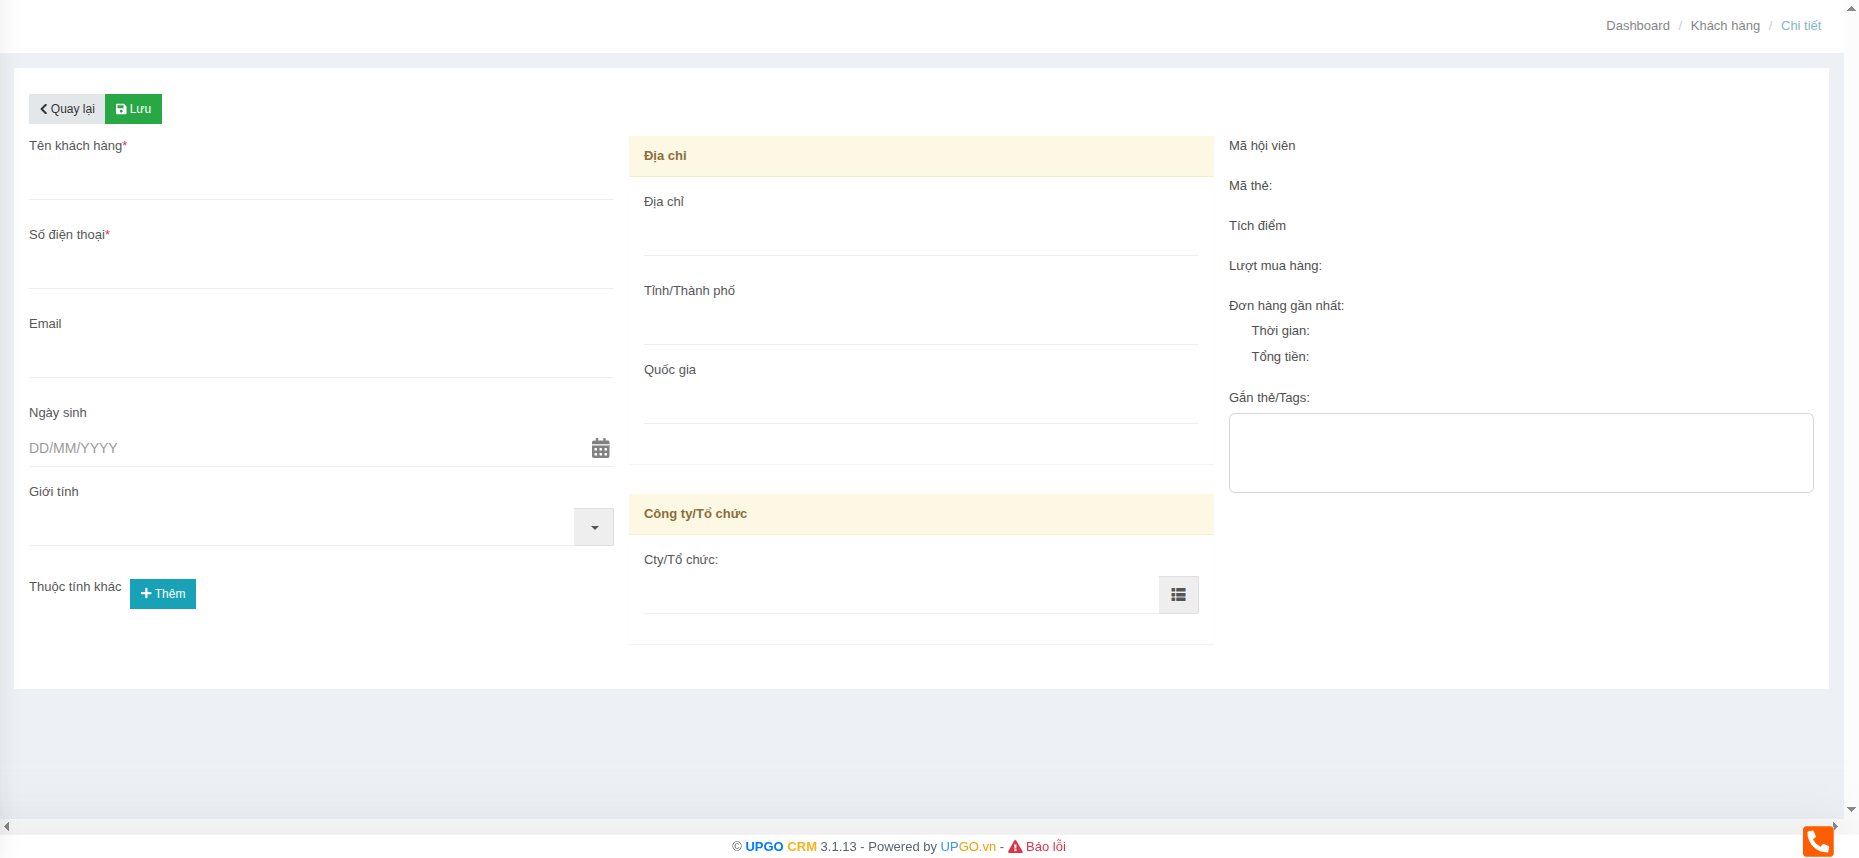 Dashboard / Khách hàng / Chi tiết
Quay lại Lưu
Tên khách hàng*
Số điện thoại*
Email
Ngày sinh
DD/MM/YYYY
Giới tính
Thuộc tính khác Thêm
Địa chỉ
Địa chỉ
Tỉnh/Thành phố
Quốc gia
Công ty/Tổ chức
Cty/Tổ chức:
Mã hội viên
Mã thẻ:
Tích điểm
Lượt mua hàng:
Đơn hàng gần nhất:
Thời gian:
Tổng tiền:
Gắn thẻ/Tags:
© UPGO CRM 3.1.13 - Powered by UPGO.vn - Báo lỗi